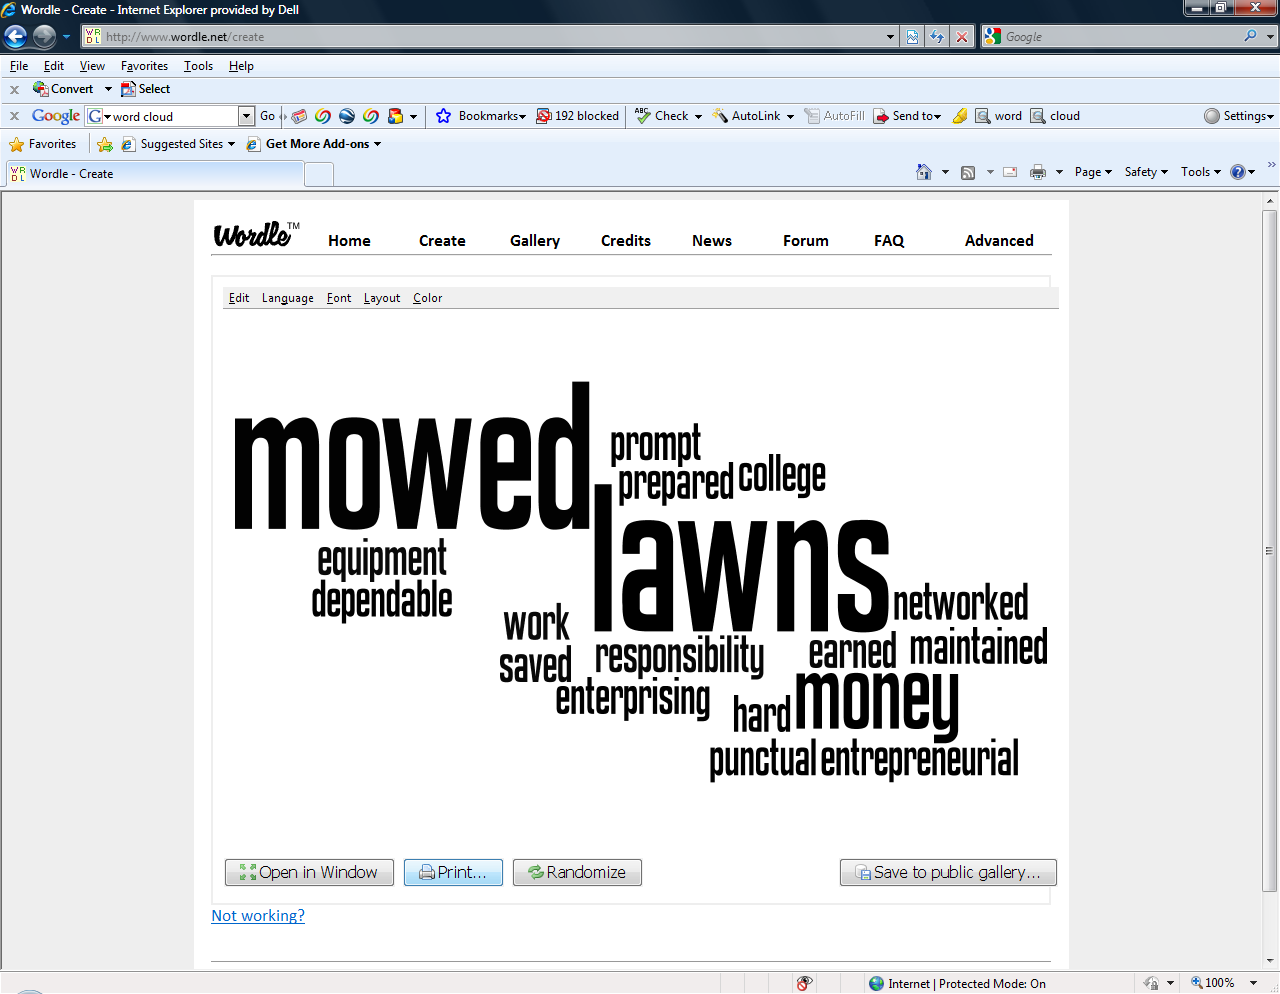 Wordle - Create - Internet Explorer provided by Dell
http://www.wordle.net/create
Google
File Edit View Favorites Tools Help
x Convert Select
x Google G word cloud Go Bookmarks 192 blocked ABC Check AutoLink AutoFill Send to word cloud Settings
Favorites Suggested Sites Get More Add-ons
WR DL Wordle - Create Page Safety Tools
Wordle™ Home Create Gallery Credits News Forum FAQ Advanced
Edit Language Font Layout Color
mowed
prompt
prepared college
lawns
equipment
dependable
networked
work
saved
responsibility
earned maintained
enterprising
hard money
punctual entrepreneurial
Open in Window Print... Randomize Save to public gallery...
Not working?
Internet | Protected Mode: On 100%